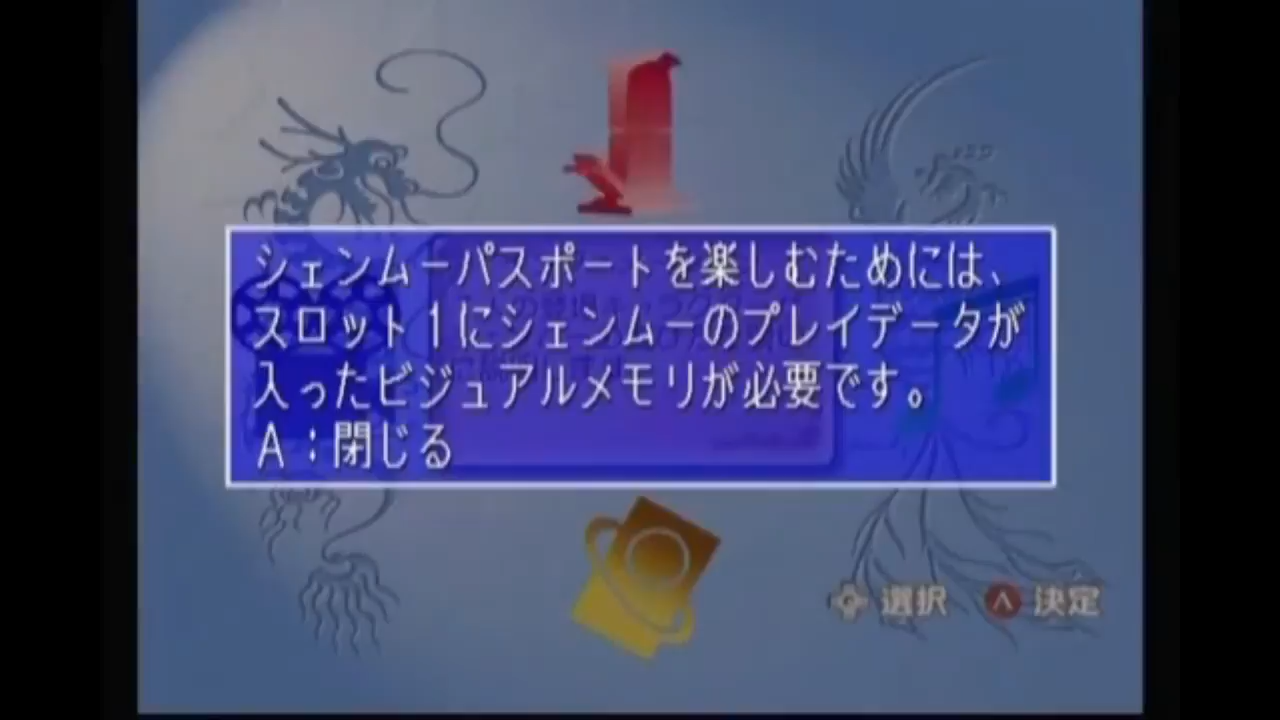 シェンムーパスポートを楽しむためには、
スロット1にシェンムーのプレイデータが
入ったビジュアルメモリが必要です。
A:閉じる
選択 A 決定